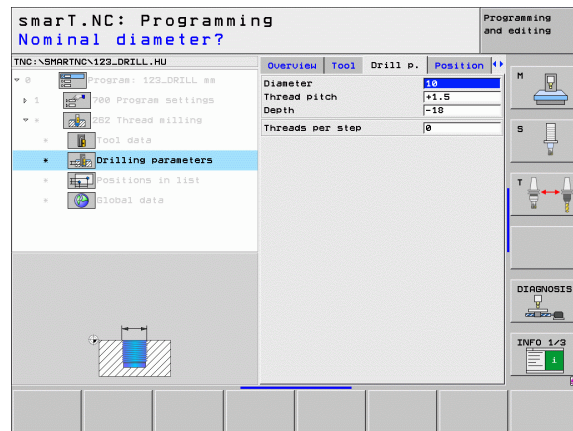 smarT.NC: Programming
Programming and editing
Nominal diameter?
TNC:\SMARTNC\123_DRILL.HU
0 Program: 123_DRILL mm
1 700 Program settings
* 262 Thread milling
* Tool data
* Drilling parameters
* Positions in list
* Global data
Overview Tool Drill p. Position
Diameter 10
Thread pitch +1.5
Depth -18
Threads per step 0
M
S
T
DIAGNOSIS
INFO 1/3
i